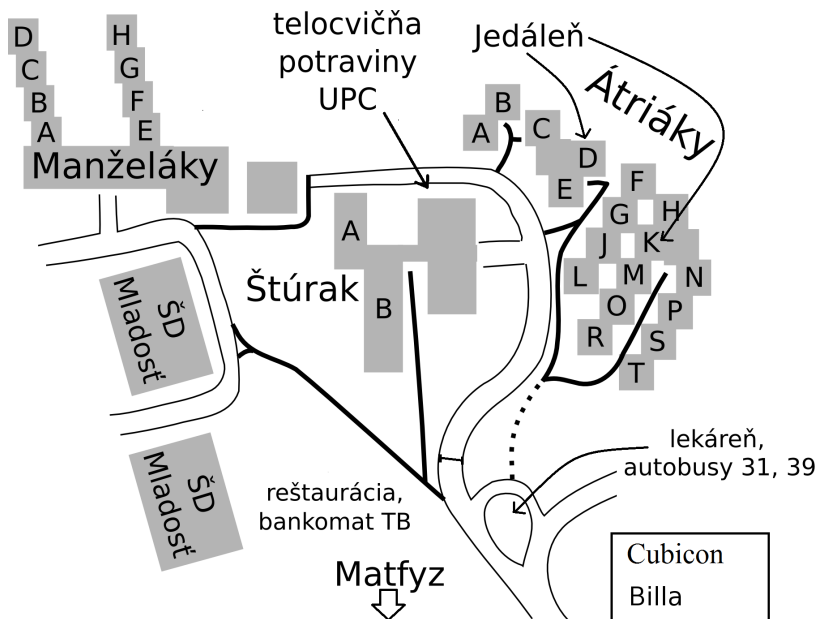 D
C
B
A
H
G
F
E
Manželáky
telocvičňa
potraviny
UPC
Jedáleň
Átriáky
A
B
C
D
E
F
G
H
J
K
L
M
N
O
P
R
S
T
A
B
Štúrak
ŠD
Mladosť
ŠD
Mladosť
reštaurácia,
bankomat TB
lekáreň,
autobusy 31, 39
Matfyz
Cubicon
Billa